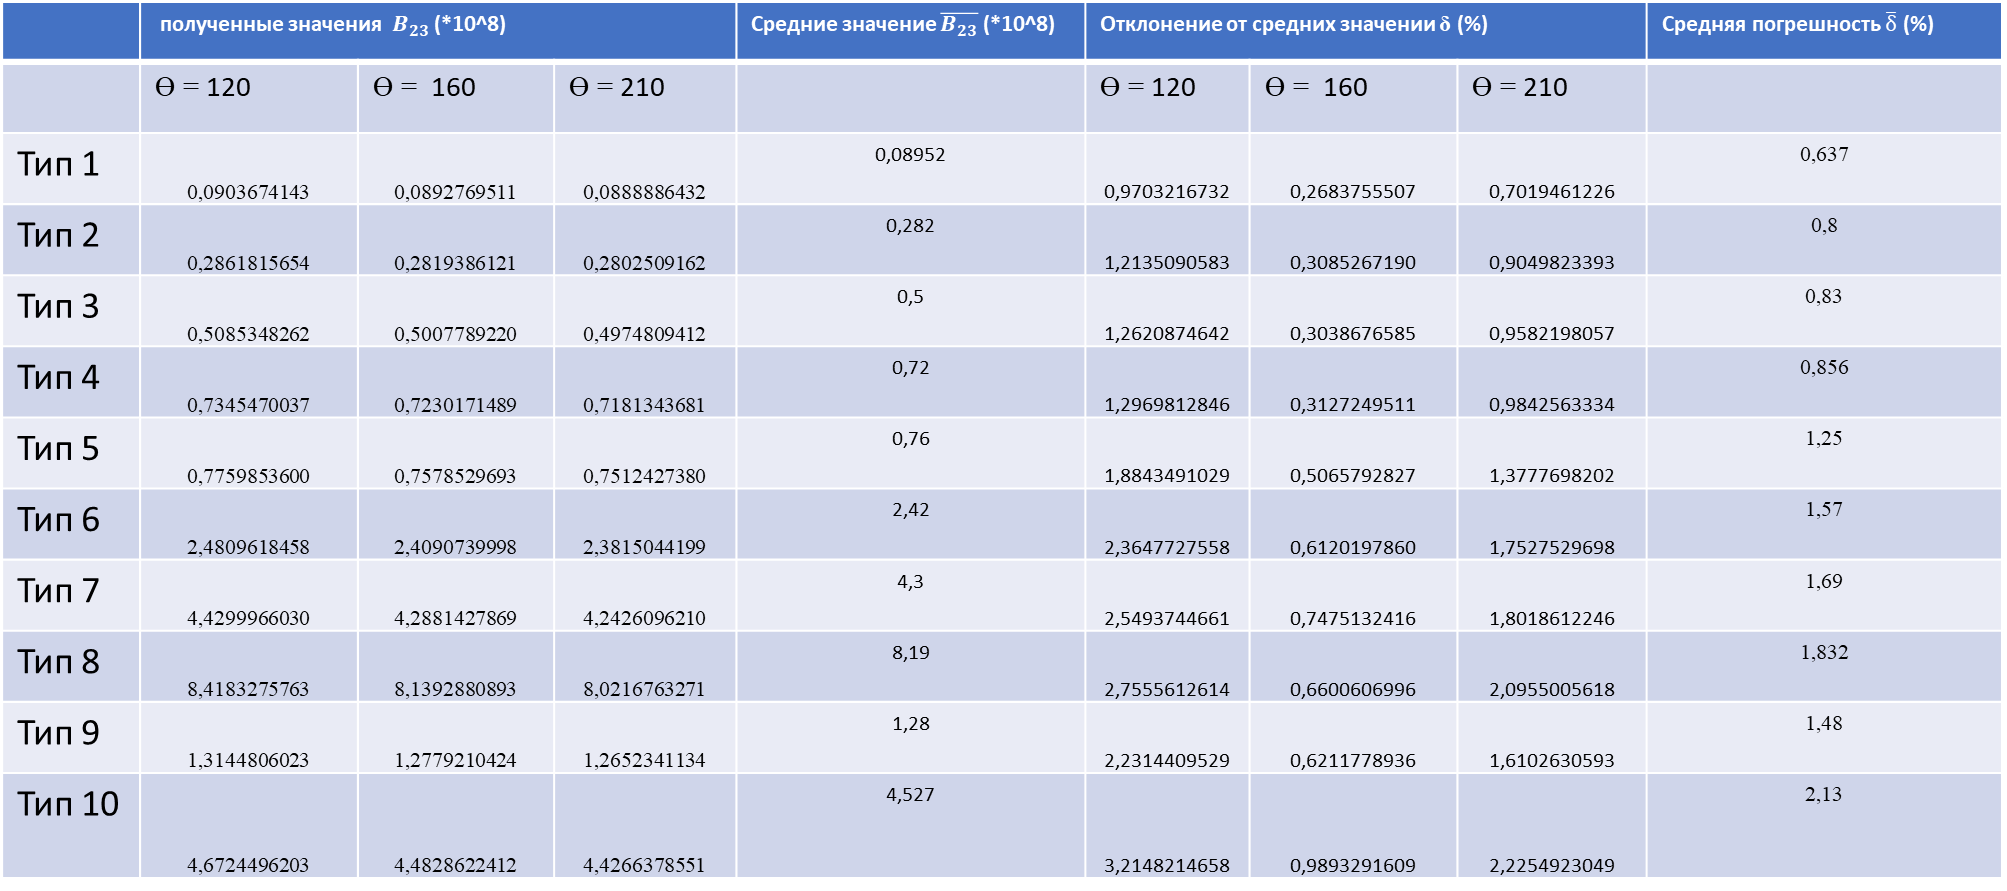 полученные значения B₂₃ (*10^8) Средние значение B̅₂₃ (*10^8) Отклонение от средних значении δ (%) Средняя погрешность δ̅ (%)
Ө = 120 Ө = 160 Ө = 210 Ө = 120 Ө = 160 Ө = 210
Тип 1 0,0903674143 0,0892769511 0,0888886432 0,08952 0,9703216732 0,2683755507 0,7019461226 0,637
Тип 2 0,2861815654 0,2819386121 0,2802509162 0,282 1,2135090583 0,3085267190 0,9049823393 0,8
Тип 3 0,5085348262 0,5007789220 0,4974809412 0,5 1,2620874642 0,3038676585 0,9582198057 0,83
Тип 4 0,7345470037 0,7230171489 0,7181343681 0,72 1,2969812846 0,3127249511 0,9842563334 0,856
Тип 5 0,7759853600 0,7578529693 0,7512427380 0,76 1,8843491029 0,5065792827 1,3777698202 1,25
Тип 6 2,4809618458 2,4090739998 2,3815044199 2,42 2,3647727558 0,6120197860 1,7527529698 1,57
Тип 7 4,4299966030 4,2881427869 4,2426096210 4,3 2,5493744661 0,7475132416 1,8018612246 1,69
Тип 8 8,4183275763 8,1392880893 8,0216763271 8,19 2,7555612614 0,6600606996 2,0955005618 1,832
Тип 9 1,3144806023 1,2779210424 1,2652341134 1,28 2,2314409529 0,6211778936 1,6102630593 1,48
Тип 10 4,6724496203 4,4828622412 4,4266378551 4,527 3,2148214658 0,9893291609 2,2254923049 2,13